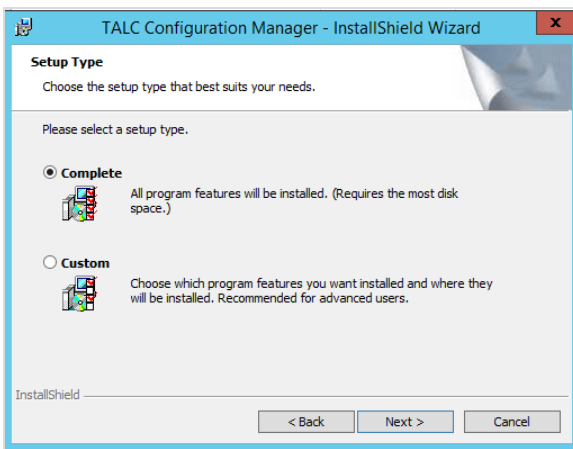 TALC Configuration Manager - InstallShield Wizard
x
Setup Type
Choose the setup type that best suits your needs.
Please select a setup type.
Complete
All program features will be installed. (Requires the most disk
space.)
Custom
Choose which program features you want installed and where they
will be installed. Recommended for advanced users.
InstallShield
< Back Next > Cancel